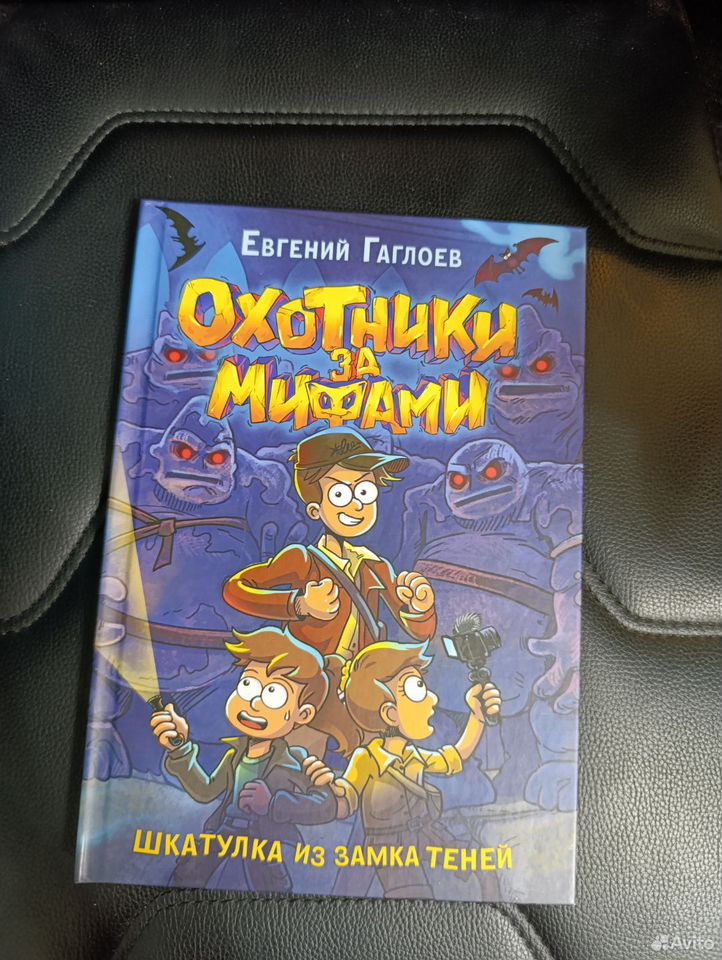 Евгений Гаглоев
Охотники
за
мифами
Шкатулка из замка теней
Avito